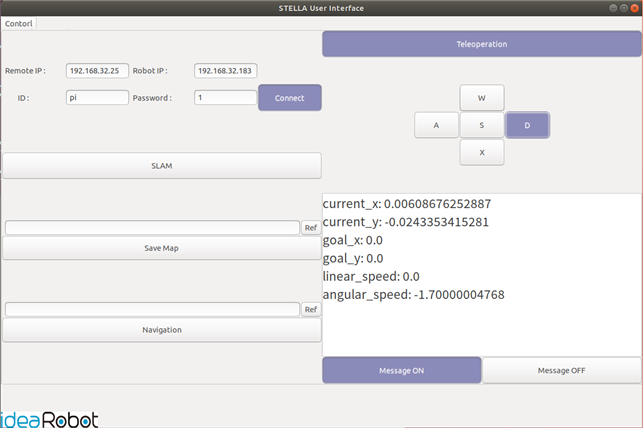 STELLA User Interface
Contorl
Remote IP :
192.168.32.25
Robot IP :
192.168.32.183
ID :
pi
Password :
1
Connect
SLAM
Ref
Save Map
Ref
Navigation
Teleoperation
W
A
S
D
X
current_x: 0.00608676252887
current_y: -0.0243353415281
goal_x: 0.0
goal_y: 0.0
linear_speed: 0.0
angular_speed: -1.70000004768
Message ON
Message OFF
ideaRobot